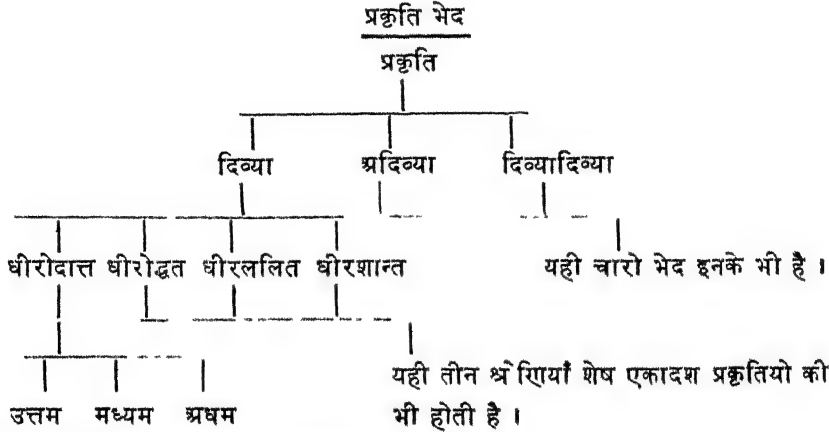 प्रकृति भेद
प्रकृति
दिव्या अदिव्या दिव्यादिव्या
धीरोदात्त धीरोद्धत धीरललित धीरशान्त यही चारो भेद इनके भी है ।
यही तीन श्रेणियाँ शेष एकादश प्रकृतियो की
उत्तम मध्यम अधम भी होती है ।